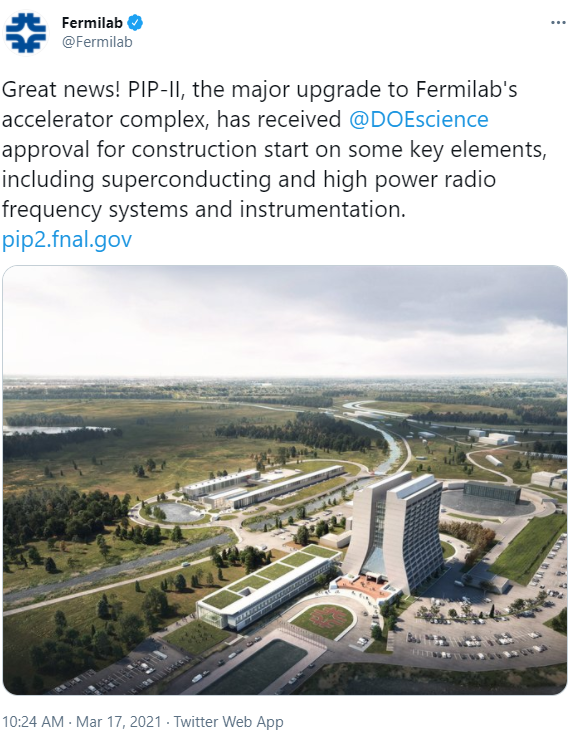 Fermilab
@Fermilab
Great news! PIP-II, the major upgrade to Fermilab's
accelerator complex, has received @DOEscience
approval for construction start on some key elements,
including superconducting and high power radio
frequency systems and instrumentation.
pip2.fnal.gov
10:24 AM · Mar 17, 2021 · Twitter Web App